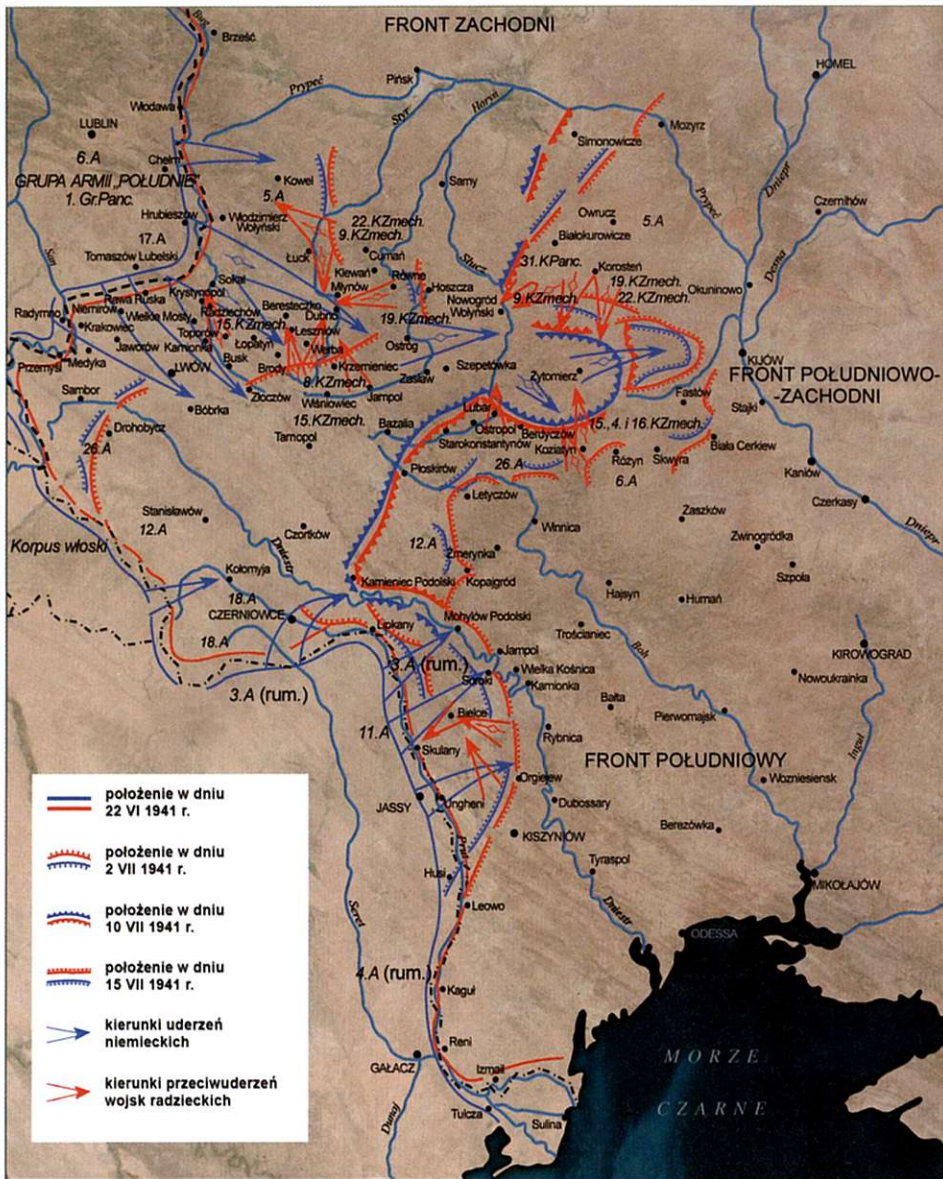 FRONT ZACHODNI
Bug
Brześć
Pińsk
HOMEL
Prypeć
Styr
Horyń
Włodawa
Mozyrz
LUBLIN
Simonowicze
6.A
Chełm
Dniepr
GRUPA ARMII „POŁUDNIE"
1. Gr.Panc.
Kowel
Sarny
Prypeć
5.A
Czernihów
Hrubieszów
Włodzimierz
Wołyński
22.KZmech.
9.KZmech.
Owrucz
5.A
San
17.A
Łuck
Cumań
Słucz
Białokurowicze
Desna
Tomaszów Lubelski
Klewań
31.KPanc.
Korosteń
Sokal
Młynów
Równe
19.KZmech.
22.KZmech.
Okuninowo
Rawa Ruska
Krystynopol
Hoszcza
9.KZmech.
Radymno
Niemirów
Wielkie Mosty
Radziechów
Beresteczko
Dubno
Nowogród
Wołyński
Krakowiec
Toporów
15.KZmech.
Leszniów
19.KZmech.
Jaworów
Kamionka
Łopatyn
Werba
Ostróg
KIJÓW
Przemyśl
Medyka
LWÓW
Busk
Brody
Krzemieniec
Zasław
Szepetówka
Żytomierz
FRONT POŁUDNIOWO-
-ZACHODNI
Sambor
8.KZmech.
Fastów
Złoczów
Wiśniowiec
Jampol
Stajki
Bóbrka
15.KZmech.
Lubar
Drohobycz
Bazalia
Ostropol
Berdyczów
15.,4. i 16.KZmech.
Tarnopol
Starokonstantynów
Koziatyn
Biała Cerkiew
26.A
26.A
Różyn
Skwyra
Kaniów
Płoskirów
6.A
Letyczów
Czerkasy
Stanisławów
Winnica
Zaszków
12.A
Czortków
12.A
Żmerynka
Zwinogródka
Dniepr
Korpus włoski
Dniestr
Szpoła
Kołomyja
Kamieniec Podolski
Kopajgród
18.A
Hajsyn
Humań
CZERNIOWCE
Mohylów Podolski
Lipkany
Trościaniec
18.A
Boh
KIROWOGRAD
Jampol
3.A (rum.)
Wielka Kośnica
Nowoukrainka
3.A (rum.)
Soroki
Kamionka
Bałta
11.A
Bielce
Pierwomajsk
Rybnica
Inguł
Skulany
FRONT POŁUDNIOWY
Orgiejew
Wozniesiensk
JASSY
Ungheni
Dubossary
KISZYNIÓW
Berezówka
Prut
Tyraspol
Husi
MIKOŁAJÓW
Leowo
Dniestr
Seret
ODESSA
4.A (rum.)
Kaguł
Reni
MORZE
GAŁACZ
Izmaił
CZARNE
Dunaj
Tulcza
Sulina
położenie w dniu
22 VI 1941 r.
położenie w dniu
2 VII 1941 r.
położenie w dniu
10 VII 1941 r.
położenie w dniu
15 VII 1941 r.
kierunki uderzeń
niemieckich
kierunki przeciwuderzeń
wojsk radzieckich